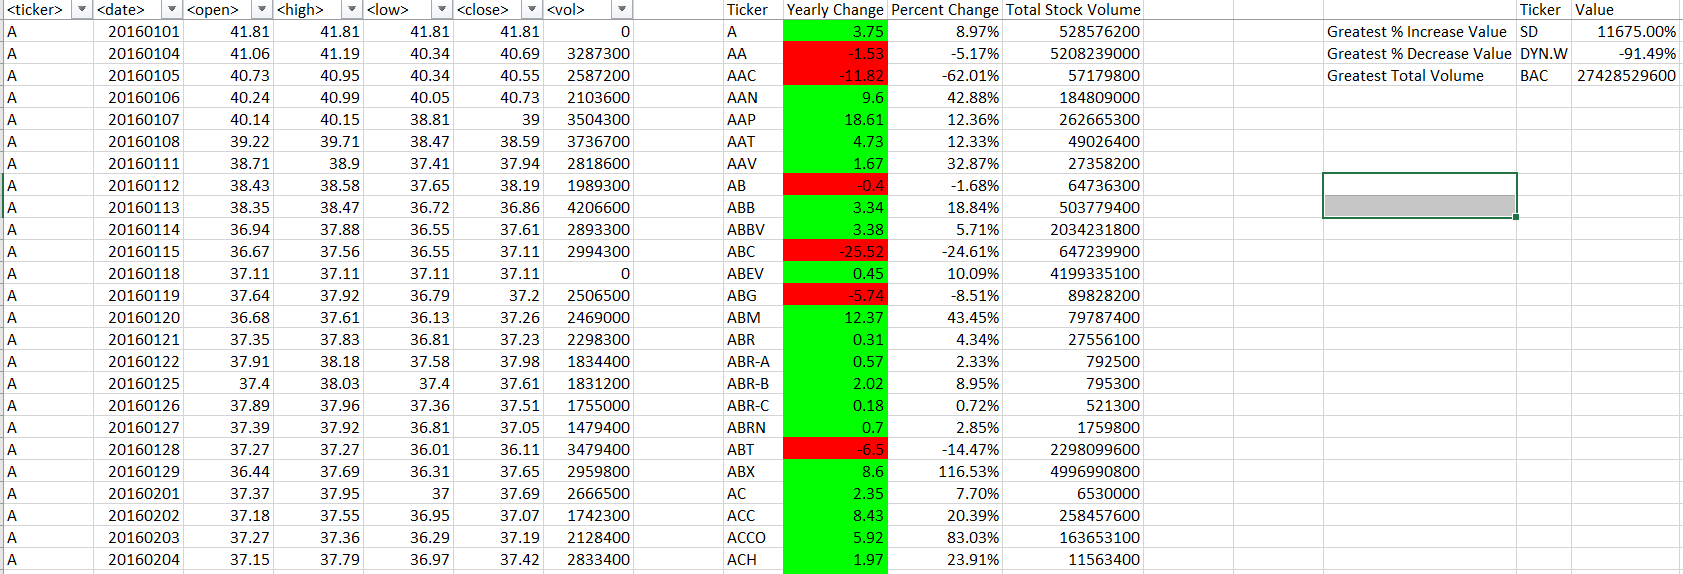 <ticker> <date> <open> <high> <low> <close> <vol> Ticker Yearly Change Percent Change Total Stock Volume Ticker Value
A 20160101 41.81 41.81 41.81 41.81 0 A 3.75 8.97% 528576200 Greatest % Increase Value SD 11675.00%
A 20160104 41.06 41.19 40.34 40.69 3287300 AA -1.53 -5.17% 5208239000 Greatest % Decrease Value DYN.W -91.49%
A 20160105 40.73 40.95 40.34 40.55 2587200 AAC -11.82 -62.01% 57179800 Greatest Total Volume BAC 27428529600
A 20160106 40.24 40.99 40.05 40.73 2103600 AAN 9.6 42.88% 184809000
A 20160107 40.14 40.15 38.81 39 3504300 AAP 18.61 12.36% 262665300
A 20160108 39.22 39.71 38.47 38.59 3736700 AAT 4.73 12.33% 49026400
A 20160111 38.71 38.9 37.41 37.94 2818600 AAV 1.67 32.87% 27358200
A 20160112 38.43 38.58 37.65 38.19 1989300 AB -0.4 -1.68% 64736300
A 20160113 38.35 38.47 36.72 36.86 4206600 ABB 3.34 18.84% 503779400
A 20160114 36.94 37.88 36.55 37.61 2893300 ABBV 3.38 5.71% 2034231800
A 20160115 36.67 37.56 36.55 37.11 2994300 ABC -25.52 -24.61% 647239900
A 20160118 37.11 37.11 37.11 37.11 0 ABEV 0.45 10.09% 4199335100
A 20160119 37.64 37.92 36.79 37.2 2506500 ABG -5.74 -8.51% 89828200
A 20160120 36.68 37.61 36.13 37.26 2469000 ABM 12.37 43.45% 79787400
A 20160121 37.35 37.83 36.81 37.23 2298300 ABR 0.31 4.34% 27556100
A 20160122 37.91 38.18 37.58 37.98 1834400 ABR-A 0.57 2.33% 792500
A 20160125 37.4 38.03 37.4 37.61 1831200 ABR-B 2.02 8.95% 795300
A 20160126 37.89 37.96 37.36 37.51 1755000 ABR-C 0.18 0.72% 521300
A 20160127 37.39 37.92 36.81 37.05 1479400 ABRN 0.7 2.85% 1759800
A 20160128 37.27 37.27 36.01 36.11 3479400 ABT -6.5 -14.47% 2298099600
A 20160129 36.44 37.69 36.31 37.65 2959800 ABX 8.6 116.53% 4996990800
A 20160201 37.37 37.95 37 37.69 2666500 AC 2.35 7.70% 6530000
A 20160202 37.18 37.55 36.95 37.07 1742300 ACC 8.43 20.39% 258457600
A 20160203 37.27 37.36 36.29 37.19 2128400 ACCO 5.92 83.03% 163653100
A 20160204 37.15 37.79 36.97 37.42 2833400 ACH 1.97 23.91% 11563400